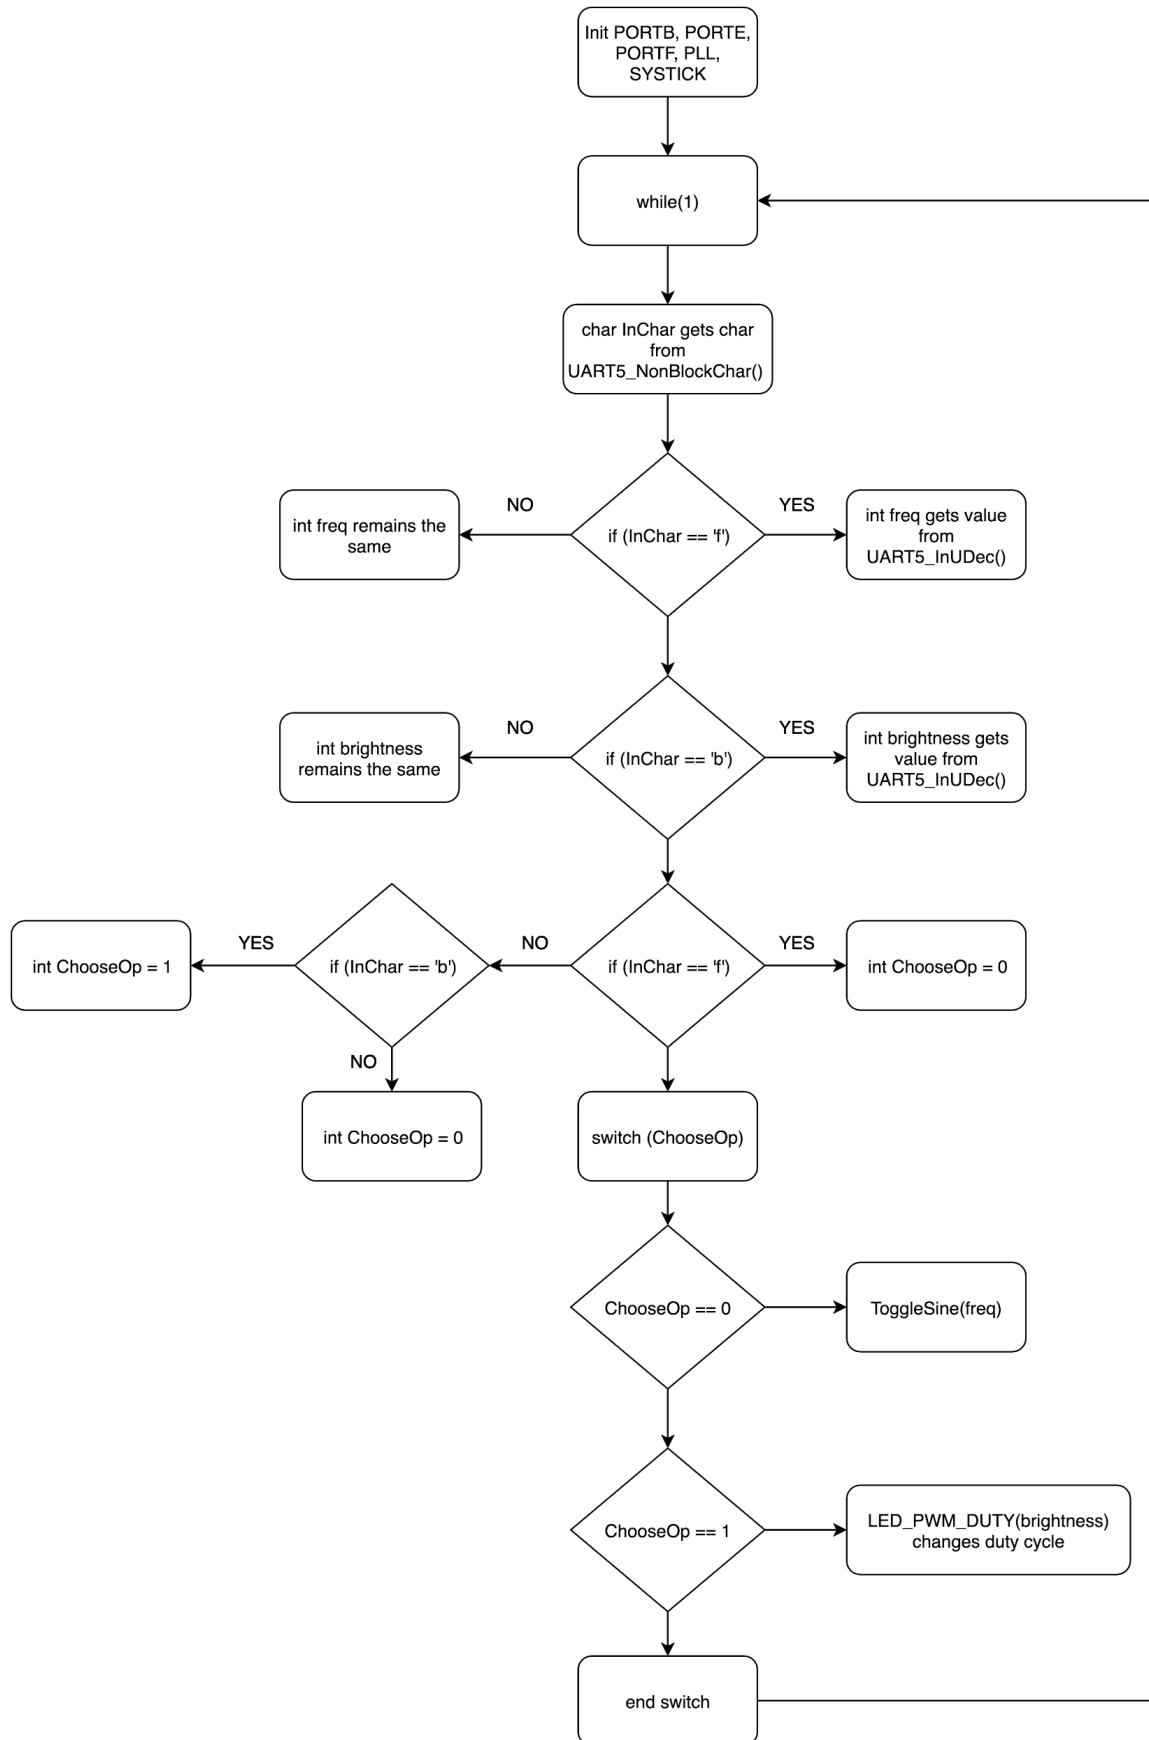 Init PORTB, PORTE,
PORTF, PLL,
SYSTICK
while(1)
char InChar gets char
from
UART5_NonBlockChar()
NO
YES
int freq remains the
same
if (InChar == 'f')
int freq gets value
from
UART5_InUDec()
NO
YES
int brightness
remains the same
if (InChar == 'b')
int brightness gets
value from
UART5_InUDec()
YES
NO
YES
int ChooseOp = 1
if (InChar == 'b')
if (InChar == 'f')
int ChooseOp = 0
NO
int ChooseOp = 0
switch (ChooseOp)
ChooseOp == 0
ToggleSine(freq)
ChooseOp == 1
LED_PWM_DUTY(brightness)
changes duty cycle
end switch